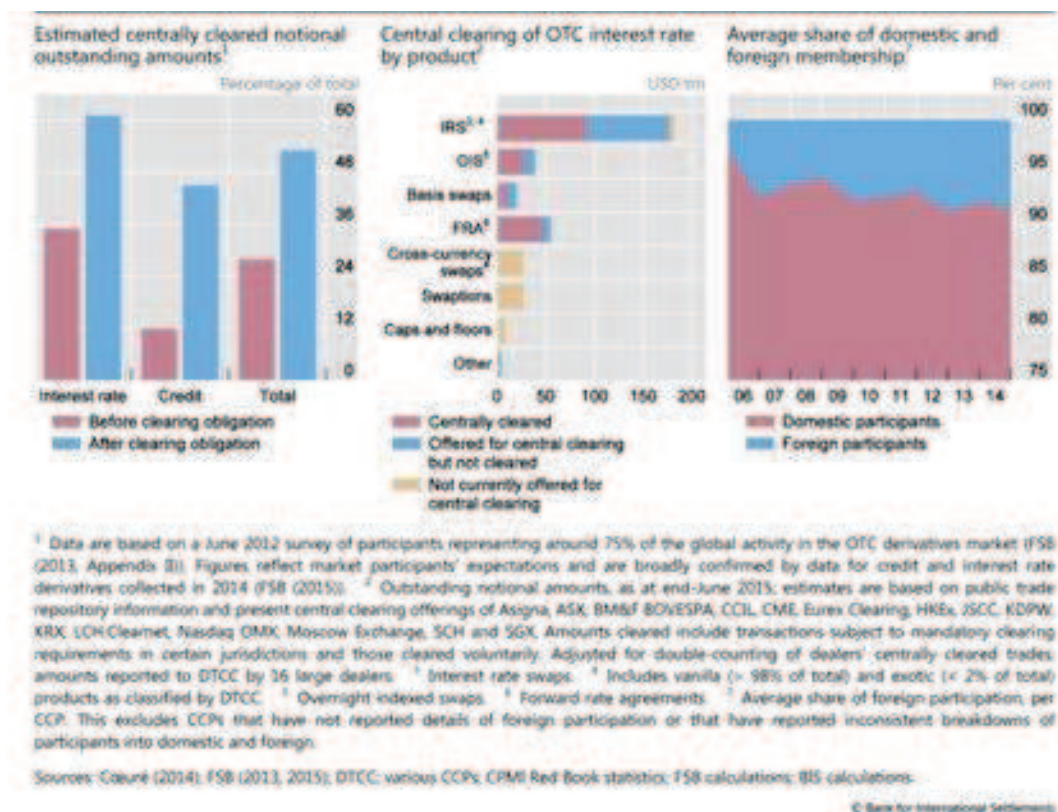 Estimated centrally cleared notional
outstanding amounts¹
Percentage of total
60
48
36
24
12
0
Interest rate Credit Total
Before clearing obligation
After clearing obligation
Central clearing of OTC interest rate
by product²
USD trn
IRS³,⁴
OIS⁵
Basis swaps
FRA⁶
Cross-currency
swaps
Swaptions
Caps and floors
Other
0 50 100 150 200
Centrally cleared
Offered for central clearing
but not cleared
Not currently offered for
central clearing
Average share of domestic and
foreign membership⁷
Per cent
100
95
90
85
80
75
06 07 08 09 10 11 12 13 14
Domestic participants
Foreign participants
¹ Data are based on a June 2012 survey of participants representing around 75% of the global activity in the OTC derivatives market (FSB
(2013, Appendix)). Figures reflect market participants' expectations and are broadly confirmed by data for credit and interest rate
derivatives collected in 2014 (FSB (2015)). ² Outstanding notional amounts, as at end-June 2015; estimates are based on public trade
repository information and present central clearing offerings of Asigna, ASX, BM&F BOVESPA, CCIL, CME, Eurex Clearing, HKEx, JSCC, KDPW,
KRX, LCH.Clearnet, Nasdaq OMX, Moscow Exchange, SCH and SGX. Amounts cleared include transactions subject to mandatory clearing
requirements in certain jurisdictions and those cleared voluntarily. Adjusted for double-counting of dealers' centrally cleared trades,
amounts reported to DTCC by 16 large dealers. ³ Interest rate swaps. ⁴ Includes vanilla (> 98% of total) and exotic (< 2% of total)
products as classified by DTCC. ⁵ Overnight indexed swaps. ⁶ Forward rate agreements. ⁷ Average share of foreign participation, per
CCP. This excludes CCPs that have not reported details of foreign participation or that have reported inconsistent breakdowns of
participants into domestic and foreign.
Sources: Cœuré (2014); FSB (2013, 2015); DTCC; various CCPs; CPMI Red Book statistics; FSB calculations; BIS calculations.
© Bank for International Settlements